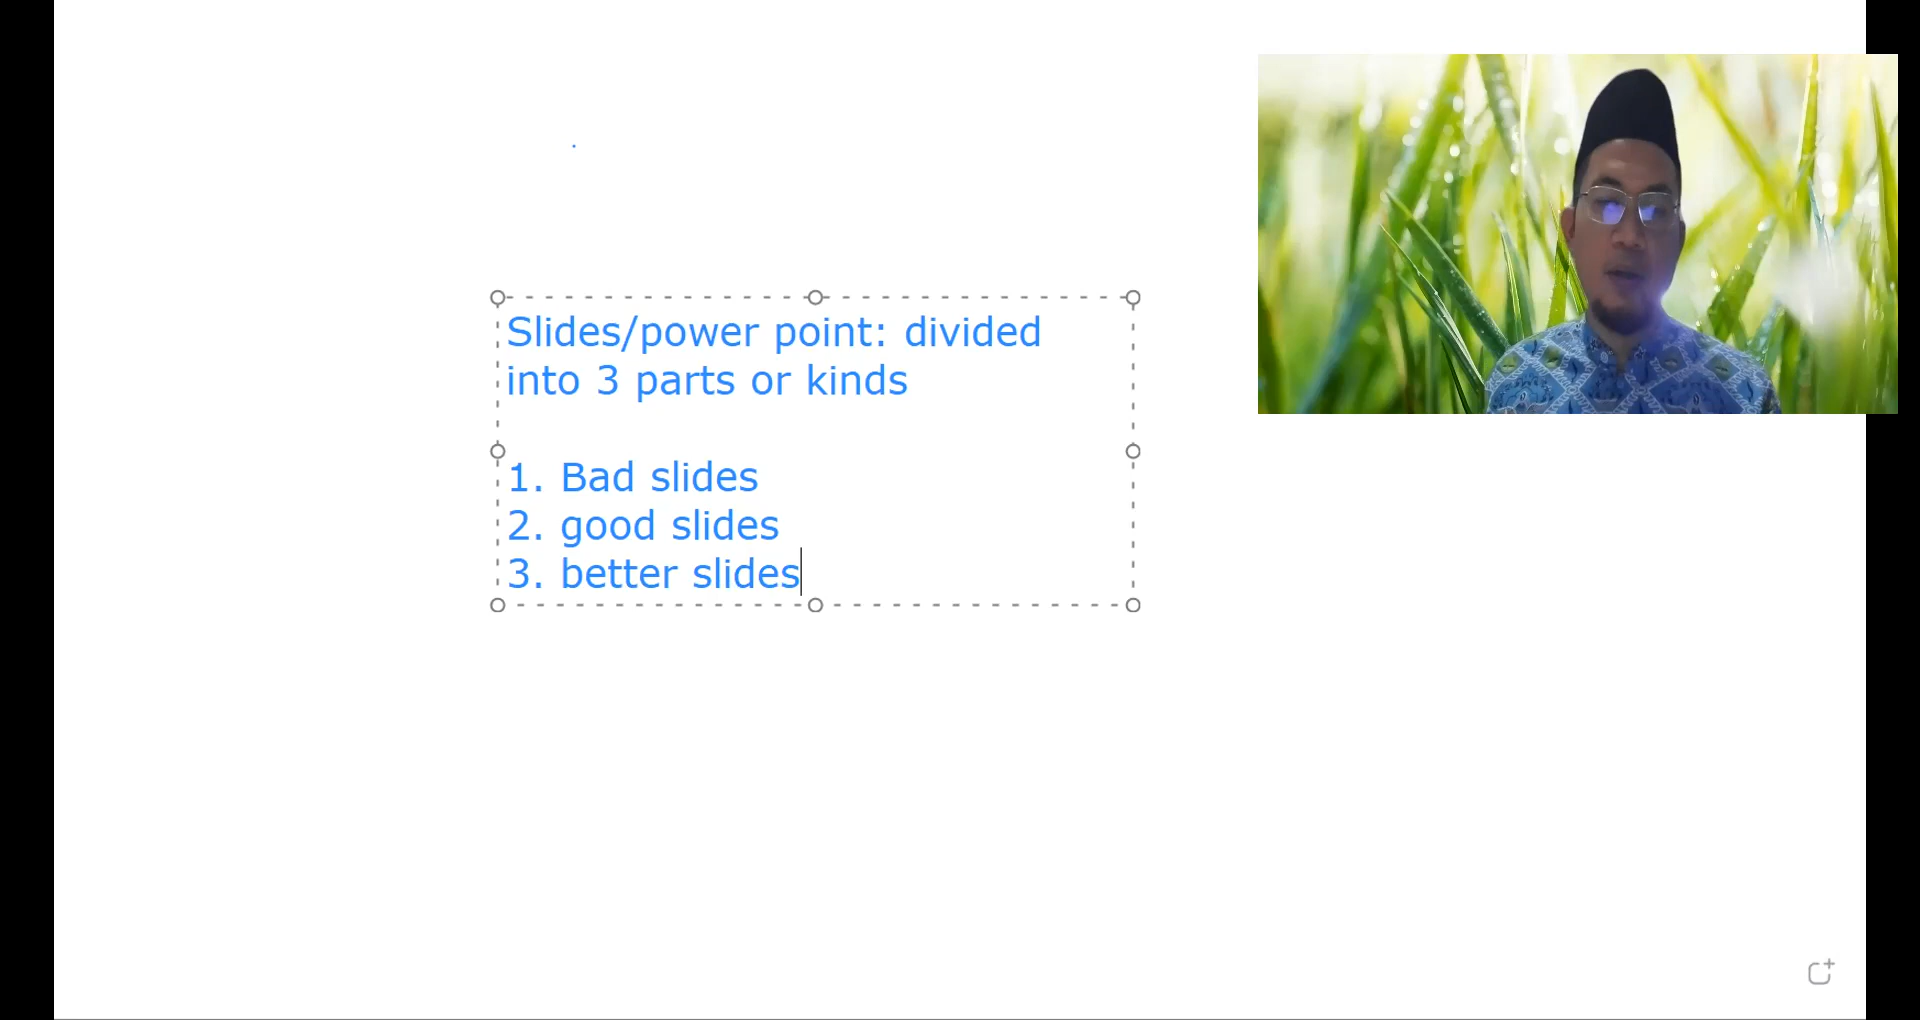 Slides/power point: divided
into 3 parts or kinds
1. Bad slides
2. good slides
3. better slides